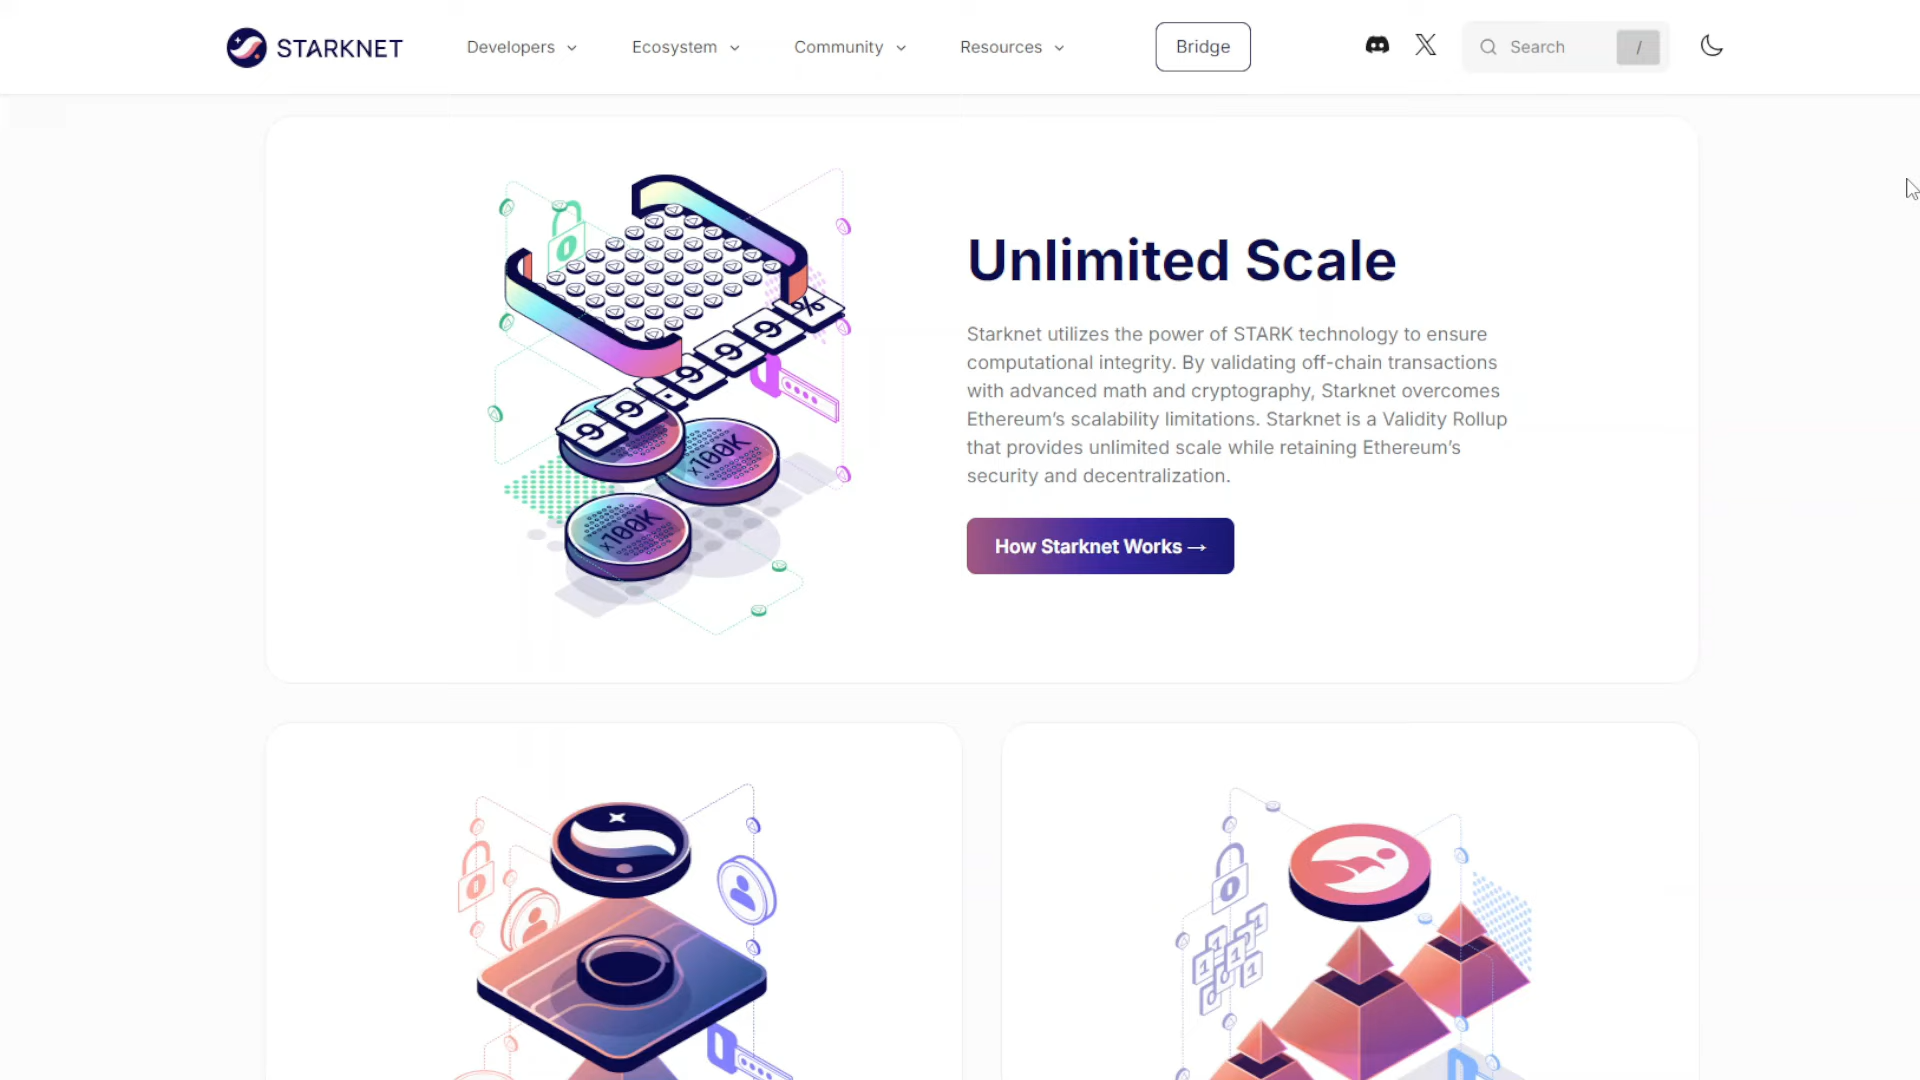 STARKNET
Developers
Ecosystem
Community
Resources
Bridge
Search
/
Unlimited Scale
Starknet utilizes the power of STARK technology to ensure
computational integrity. By validating off-chain transactions
with advanced math and cryptography, Starknet overcomes
Ethereum’s scalability limitations. Starknet is a Validity Rollup
that provides unlimited scale while retaining Ethereum’s
security and decentralization.
How Starknet Works →
99.999%
x100K
x100K